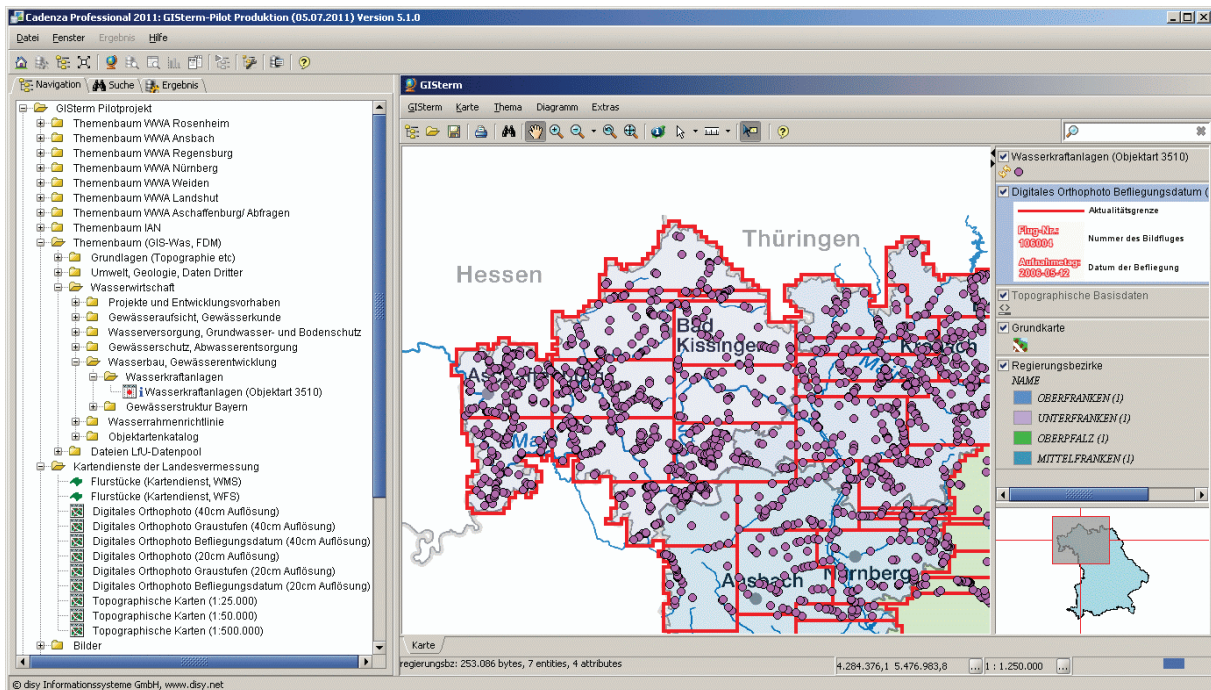 Cadenza Professional 2011: GISterm-Pilot Produktion (05.07.2011) Version 5.1.0
Datei Fenster Ergebnis Hilfe
Navigation Suche Ergebnis
GISterm Pilotprojekt
Themenbaum WWA Rosenheim
Themenbaum WWA Ansbach
Themenbaum WWA Regensburg
Themenbaum WWA Nürnberg
Themenbaum WWA Weiden
Themenbaum WWA Landshut
Themenbaum WWA Aschaffenburg/ Abfragen
Themenbaum IAN
Themenbaum (GIS-Was, FDM)
Grundlagen (Topographie etc)
Umwelt, Geologie, Daten Dritter
Wasserwirtschaft
Projekte und Entwicklungsvorhaben
Gewässeraufsicht, Gewässerkunde
Wasserversorgung, Grundwasser- und Bodenschutz
Gewässerschutz, Abwasserentsorgung
Wasserbau, Gewässerentwicklung
Wasserkraftanlagen
i Wasserkraftanlagen (Objektart 3510)
Gewässerstruktur Bayern
Wasserrahmenrichtlinie
Objektartenkatalog
Dateien LfU-Datenpool
Kartendienste der Landesvermessung
Flurstücke (Kartendienst, WMS)
Flurstücke (Kartendienst, WFS)
Digitales Orthophoto (40cm Auflösung)
Digitales Orthophoto Graustufen (40cm Auflösung)
Digitales Orthophoto Befliegungsdatum (40cm Auflösung)
Digitales Orthophoto (20cm Auflösung)
Digitales Orthophoto Graustufen (20cm Auflösung)
Digitales Orthophoto Befliegungsdatum (20cm Auflösung)
Topographische Karten (1:25.000)
Topographische Karten (1:50.000)
Topographische Karten (1:500.000)
Bilder
GISterm
GISterm Karte Thema Diagramm Extras
Thüringen
Hessen
Bad
Kissingen
Main
Ansbach
Nürnberg
Wasserkraftanlagen (Objektart 3510)
Digitales Orthophoto Befliegungsdatum (
Aktualitätsgrenze
Flug-Nr.:
106004
Nummer des Bildfluges
Aufnahmetag:
2006-05-12
Datum der Befliegung
Topographische Basisdaten
Grundkarte
Regierungsbezirke
NAME
OBERFRANKEN (1)
UNTERFRANKEN (1)
OBERPFALZ (1)
MITTELFRANKEN (1)
Karte
regierungsbz: 253.086 bytes, 7 entities, 4 attributes
4.284.376,1 5.476.983,8 ... 1 : 1.250.000 ...
© disy Informationssysteme GmbH, www.disy.net